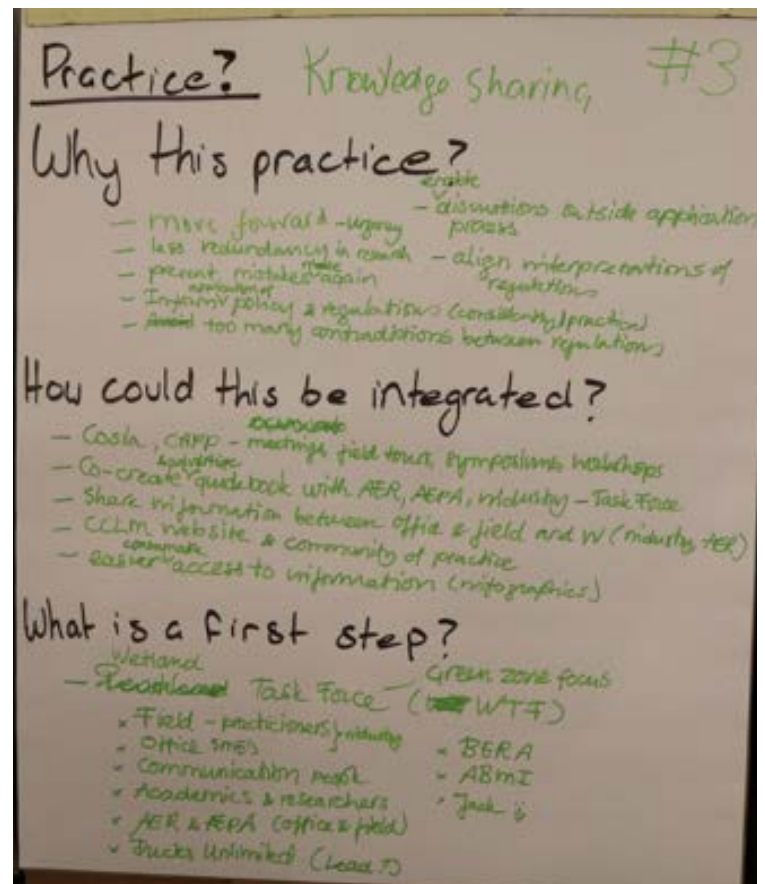 Practice? Knowledge Sharing #3
Why this practice?
- move forward - urgency
- less redundancy in research
- prevent mistakes again
- Inform policy & regulations (consistently/practice)
- too many contradictions between regulations
enable
- discussions outside application
process
- align interpretations of
regulations
How could this be integrated?
- Cosia, CAPP - meetings, field tours, symposiums, workshops
- Co-create guidebook with AER, AEPA, industry - Task Force
- Share information between office & field and W (industry, AER)
- CCLM website & community of practice
- easier access to information (infographics)
What is a first step?
Wetland
- Task Force (WTF)
Green zone focus
Field - practicioners } industry
Office SMES
Communication people
Academics & researchers
AER & AEPA (office & field)
Ducks Unlimited (Lead?)
BERA
ABMI
Jack